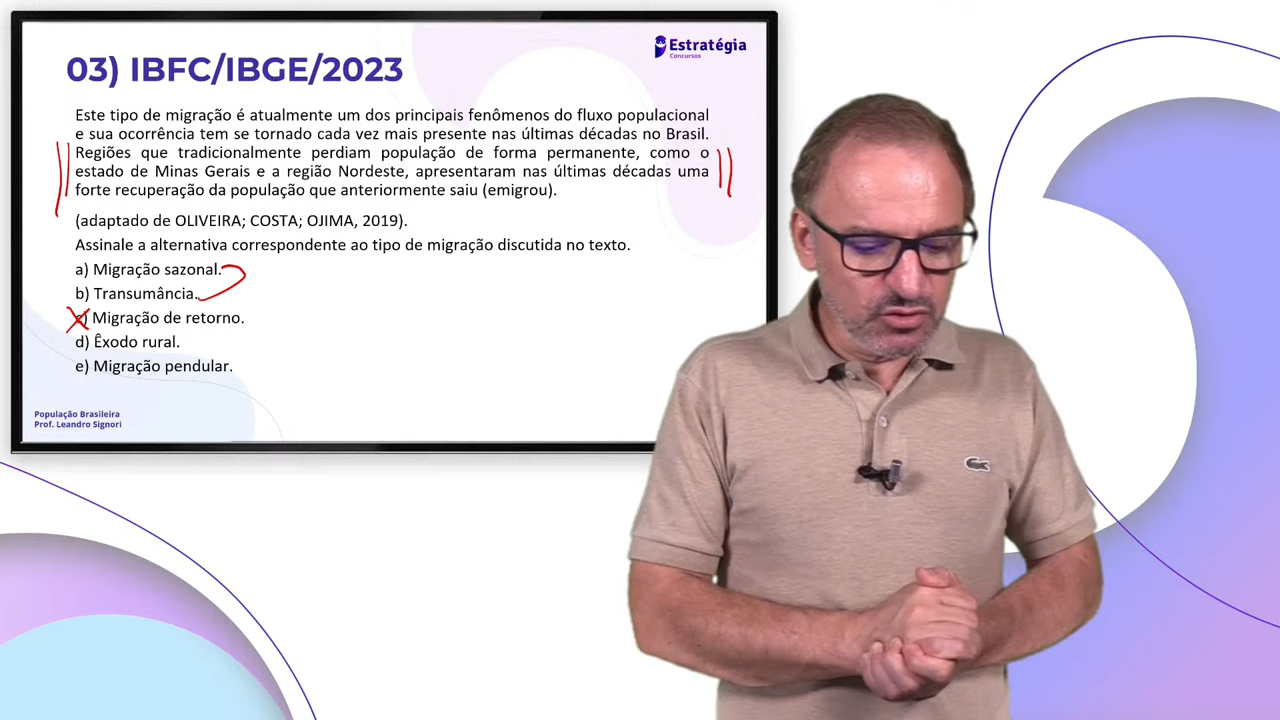 Estratégia
Concursos
03) IBFC/IBGE/2023
Este tipo de migração é atualmente um dos principais fenômenos do fluxo populacional
e sua ocorrência tem se tornado cada vez mais presente nas últimas décadas no Brasil.
Regiões que tradicionalmente perdiam população de forma permanente, como o
estado de Minas Gerais e a região Nordeste, apresentaram nas últimas décadas uma
forte recuperação da população que anteriormente saiu (emigrou).
(adaptado de OLIVEIRA; COSTA; OJIMA, 2019).
Assinale a alternativa correspondente ao tipo de migração discutida no texto.
a) Migração sazonal.
b) Transumância.
c) Migração de retorno.
d) Êxodo rural.
e) Migração pendular.
População Brasileira
Prof. Leandro Signori